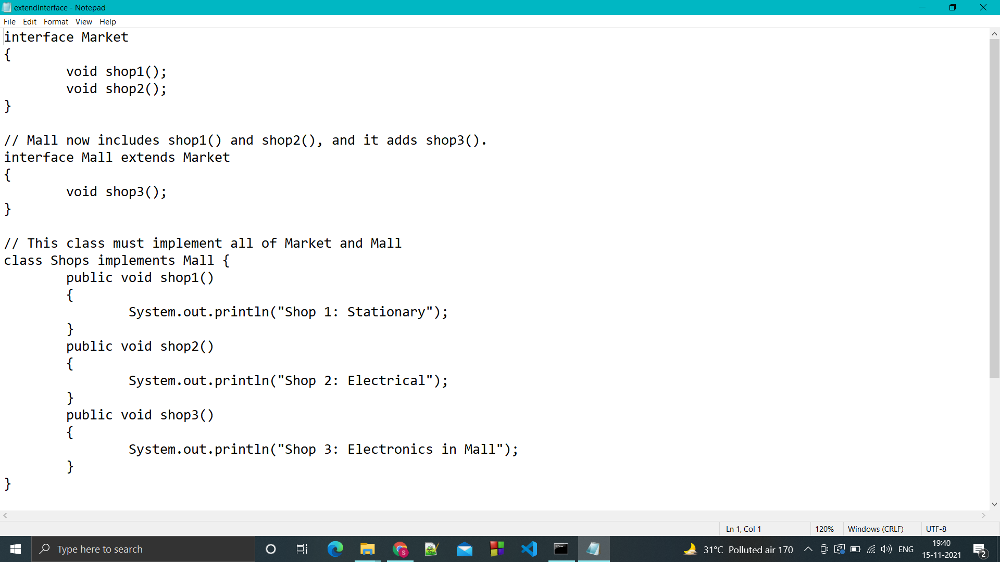 extendInterface - Notepad
File Edit Format View Help
interface Market
{
void shop1();
void shop2();
}
// Mall now includes shop1() and shop2(), and it adds shop3().
interface Mall extends Market
{
void shop3();
}
// This class must implement all of Market and Mall
class Shops implements Mall {
public void shop1()
{
System.out.println("Shop 1: Stationary");
}
public void shop2()
{
System.out.println("Shop 2: Electrical");
}
public void shop3()
{
System.out.println("Shop 3: Electronics in Mall");
}
}
Ln 1, Col 1 120% Windows (CRLF) UTF-8
Type here to search
S
31°C Polluted air 170
ENG
19:40
15-11-2021
2